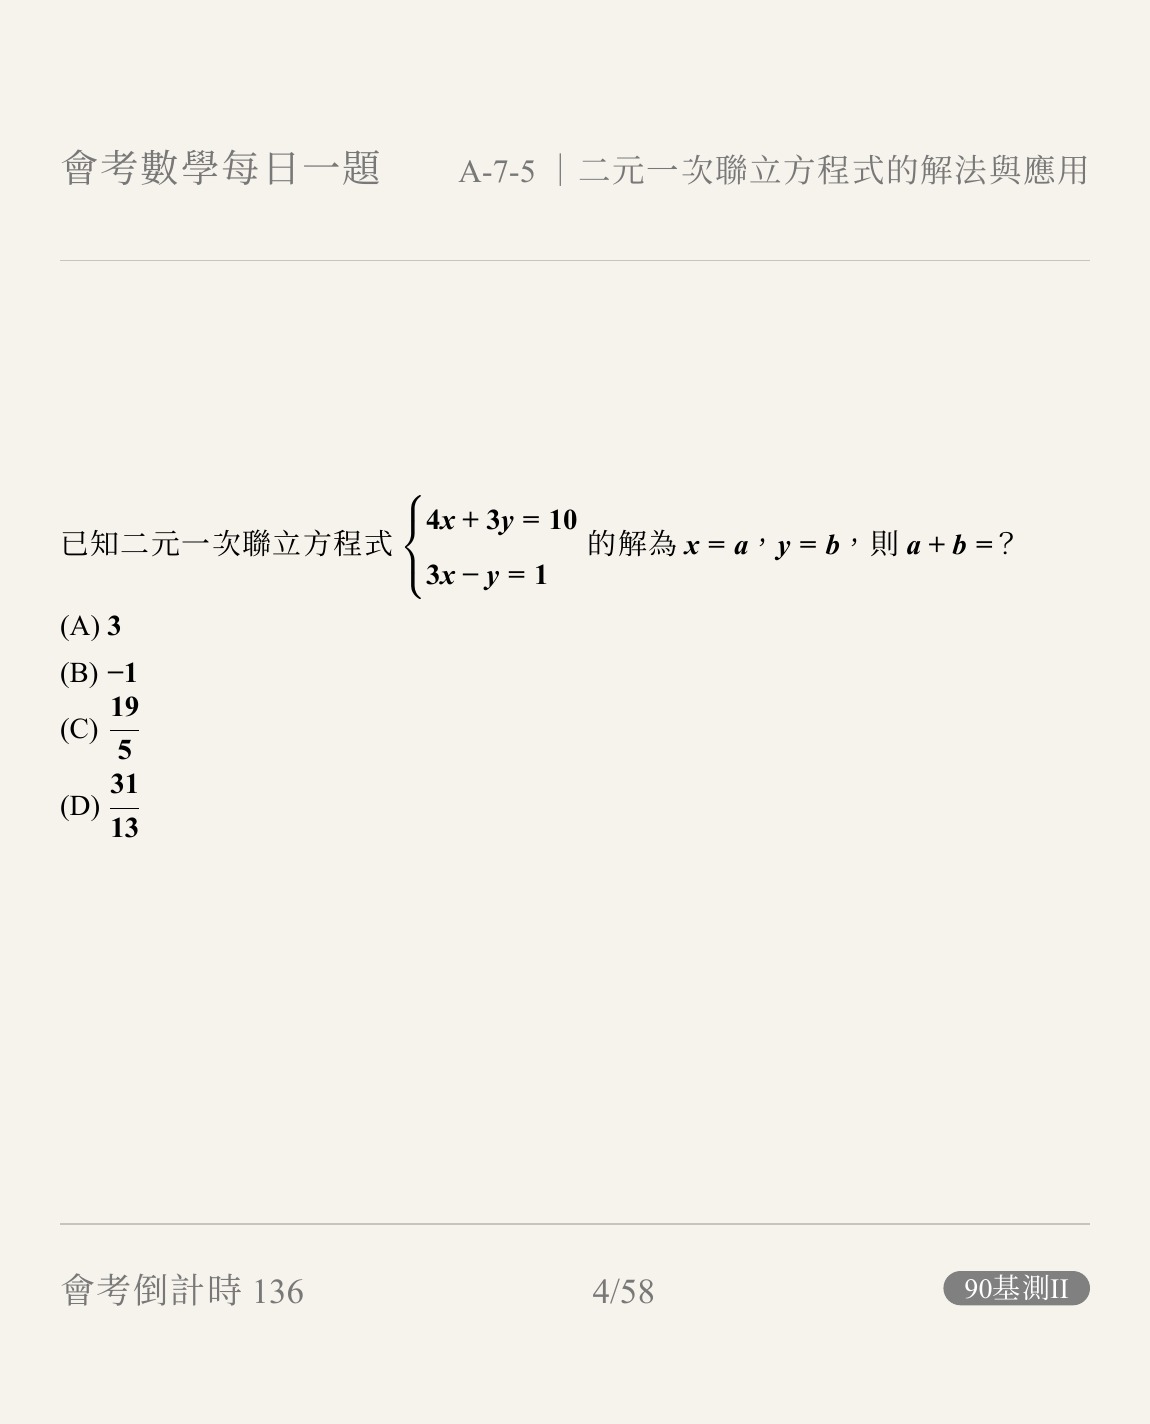 會考數學每日一題
A-7-5｜二元一次聯立方程式的解法與應用
已知二元一次聯立方程式 { 4x + 3y = 10
3x − y = 1 的解為 x = a，y = b，則 a + b =？
(A) 3
(B) −1
(C) 19/5
(D) 31/13
會考倒計時 136
4/58
90基測II